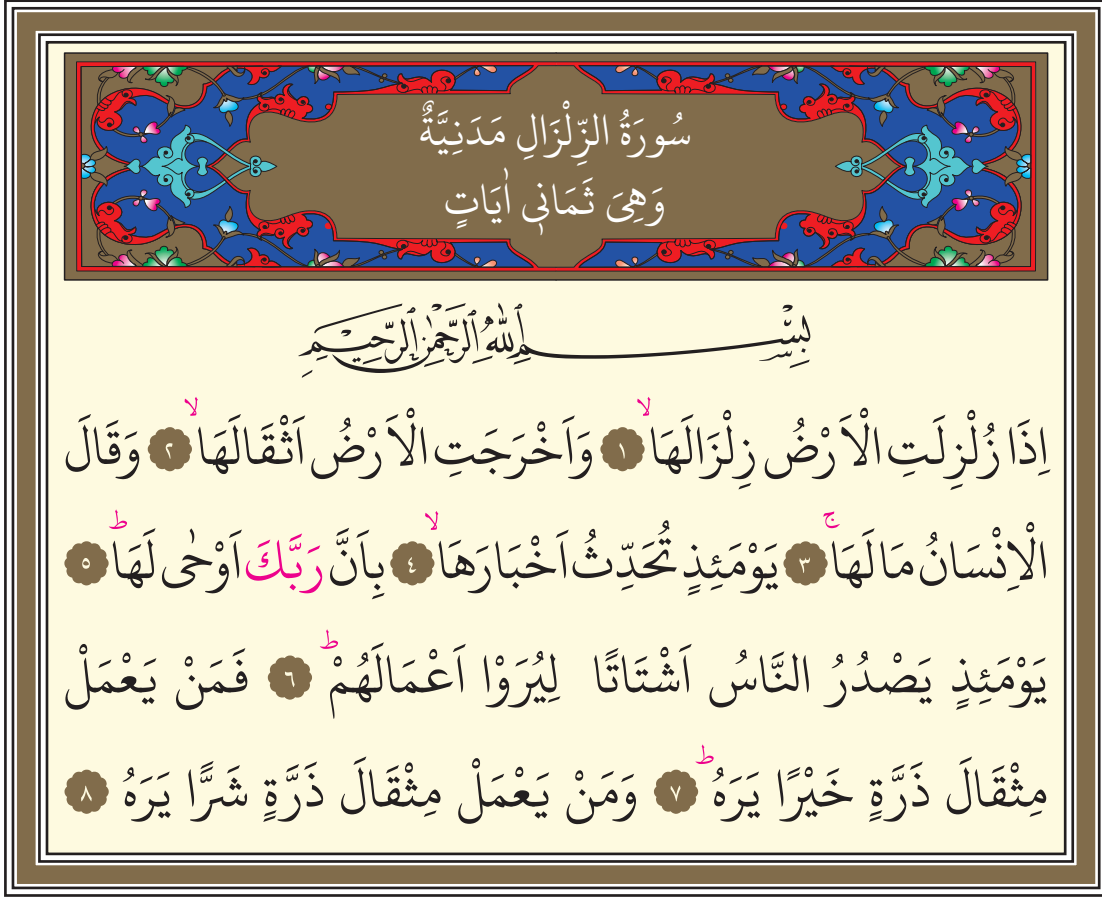 سُورَةُ الزِّلْزَالِ مَدَنِيَّةٌ
وَهِىَ ثَمَانٖى اٰيَاتٍ
بِسْمِ اللّٰهِ الرَّحْمٰنِ الرَّحِيمِ
اِذَا زُلْزِلَتِ الْاَرْضُ زِلْزَالَهَاۙ ١ وَاَخْرَجَتِ الْاَرْضُ اَثْقَالَهَاۙ ٢ وَقَالَ
الْاِنْسَانُ مَالَهَاۚ ٣ يَوْمَئِذٍ تُحَدِّثُ اَخْبَارَهَاۙ ٤ بِاَنَّ رَبَّكَ اَوْحٰى لَهَاؕ ٥
يَوْمَئِذٍ يَصْدُرُ النَّاسُ اَشْتَاتًا لِيُرَوْا اَعْمَالَهُمْؕ ٦ فَمَنْ يَعْمَلْ
مِثْقَالَ ذَرَّةٍ خَيْرًا يَرَهُؕ ٧ وَمَنْ يَعْمَلْ مِثْقَالَ ذَرَّةٍ شَرًّا يَرَهُ ٨